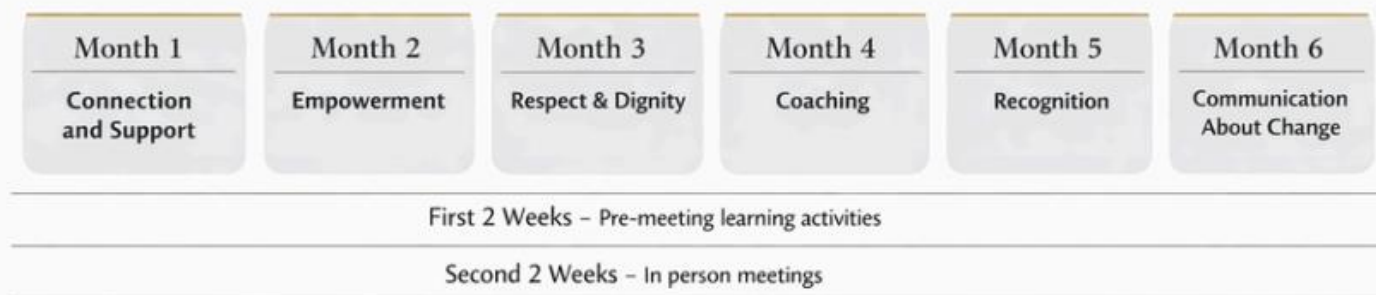 Month 1
Connection
and Support
Month 2
Empowerment
Month 3
Respect & Dignity
Month 4
Coaching
Month 5
Recognition
Month 6
Communication
About Change
First 2 Weeks – Pre-meeting learning activities
Second 2 Weeks – In person meetings